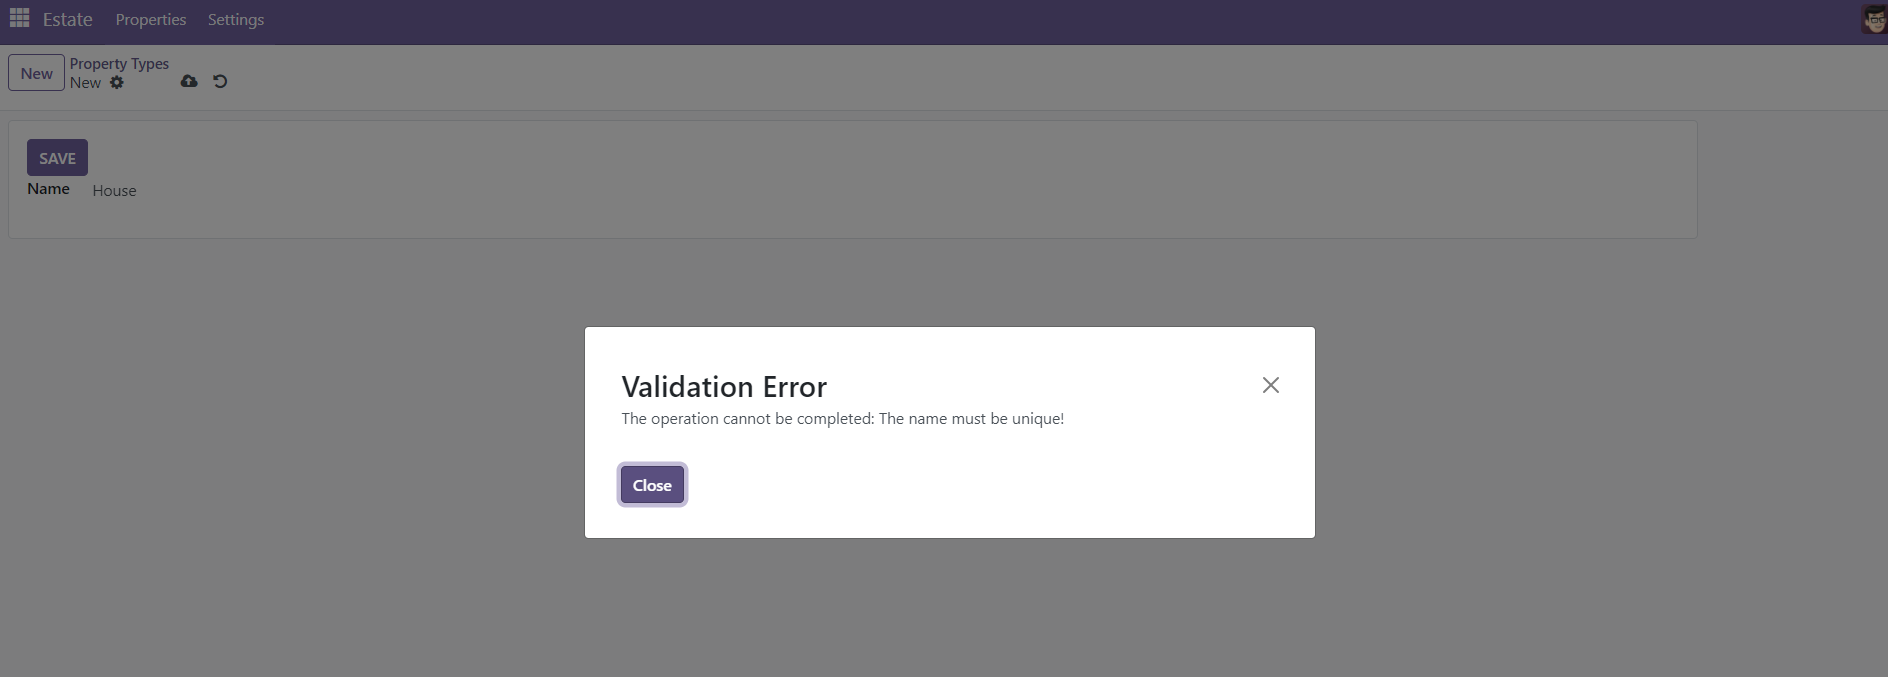 Estate Properties Settings
New Property Types
New
SAVE
Name House
Validation Error
The operation cannot be completed: The name must be unique!
Close